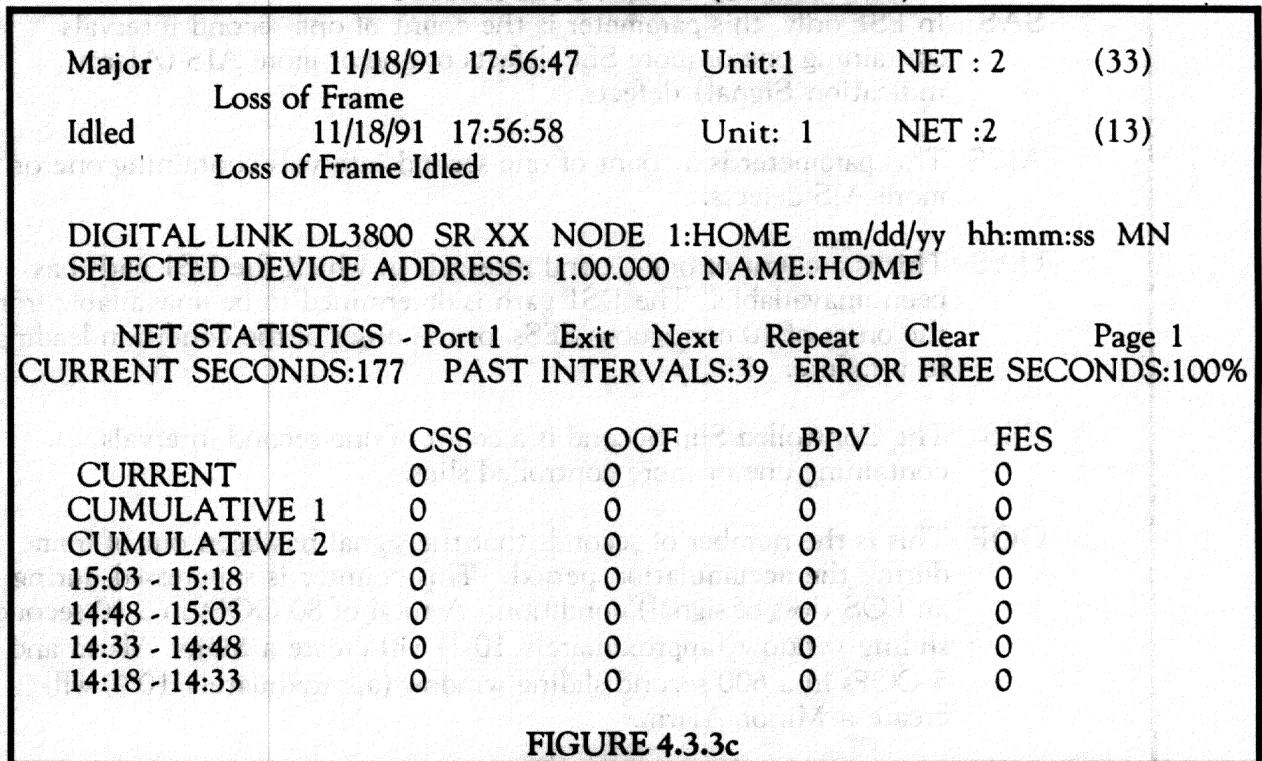 Major 11/18/91 17:56:47 Unit:1 NET : 2 (33)
Loss of Frame
Idled 11/18/91 17:56:58 Unit: 1 NET :2 (13)
Loss of Frame Idled
DIGITAL LINK DL3800 SR XX NODE 1:HOME mm/dd/yy hh:mm:ss MN
SELECTED DEVICE ADDRESS: 1:00.000 NAME:HOME
NET STATISTICS - Port 1 Exit Next Repeat Clear Page 1
CURRENT SECONDS:177 PAST INTERVALS:39 ERROR FREE SECONDS:100%
CSS OOF BPV FES
CURRENT 0 0 0 0
CUMULATIVE 1 0 0 0 0
CUMULATIVE 2 0 0 0 0
15:03 - 15:18 0 0 0 0
14:48 - 15:03 0 0 0 0
14:33 - 14:48 0 0 0 0
14:18 - 14:33 0 0 0 0
FIGURE 4.3.3c